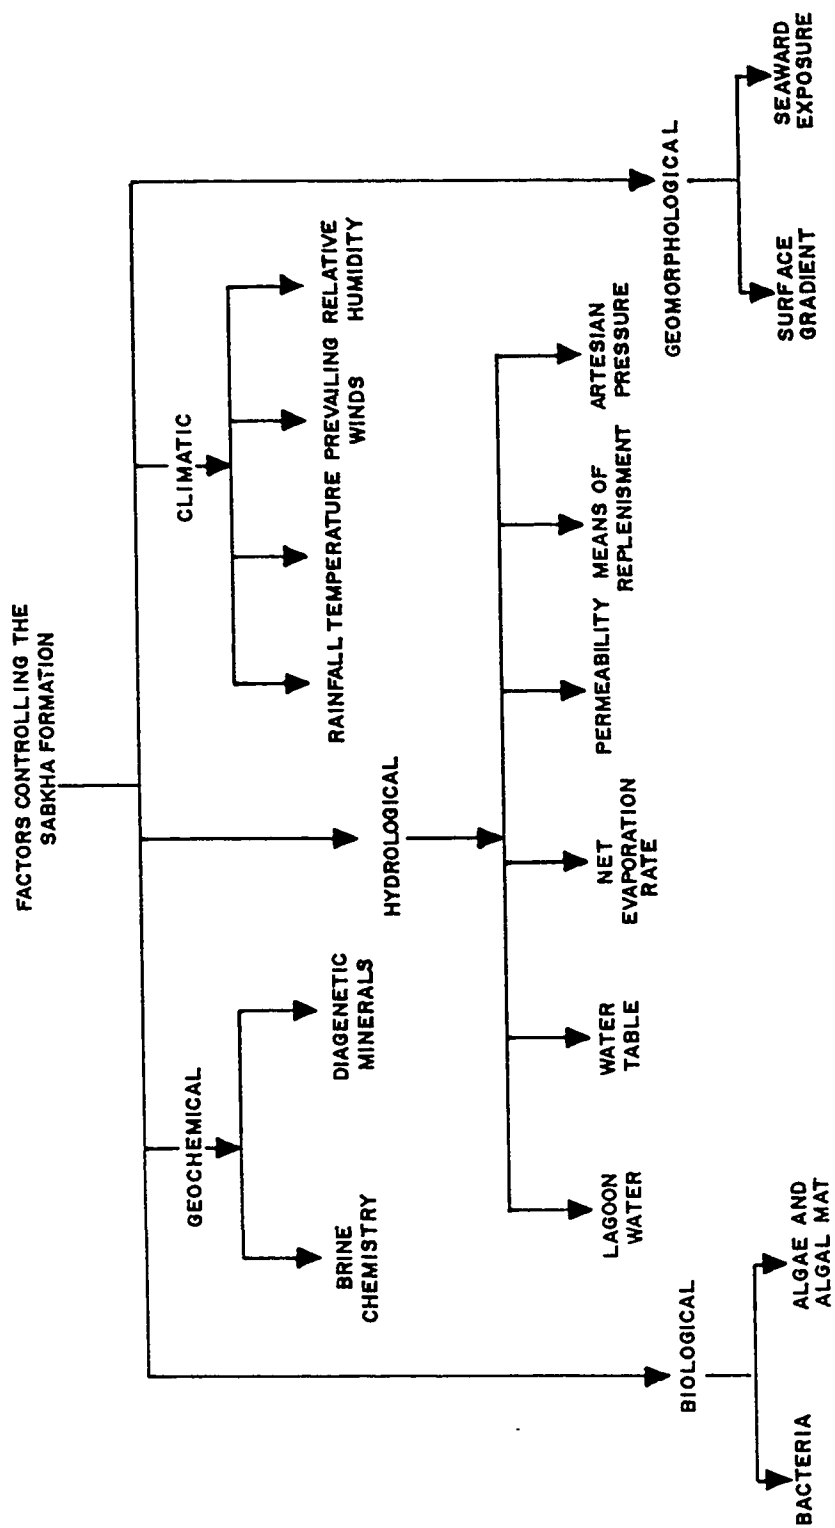 FACTORS CONTROLLING THE
SABKHA FORMATION
GEOCHEMICAL
CLIMATIC
BRINE
CHEMISTRY
DIAGENETIC
MINERALS
RAINFALL
TEMPERATURE
PREVAILING
WINDS
RELATIVE
HUMIDITY
HYDROLOGICAL
LAGOON
WATER
WATER
TABLE
NET
EVAPORATION
RATE
PERMEABILITY
MEANS OF
REPLENISMENT
ARTESIAN
PRESSURE
BIOLOGICAL
GEOMORPHOLOGICAL
BACTERIA
ALGAE AND
ALGAL MAT
SURFACE
GRADIENT
SEAWARD
EXPOSURE